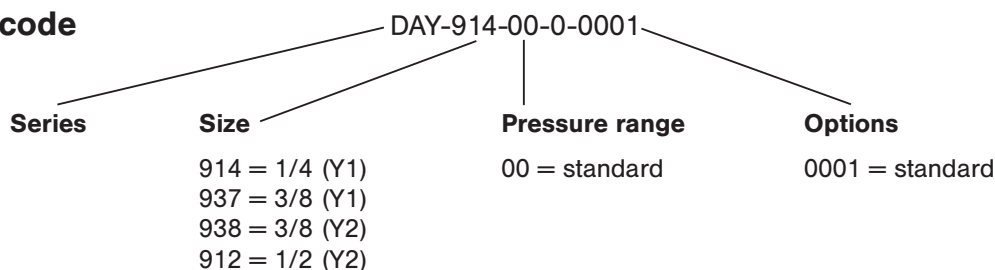 code
DAY-914-00-0-0001
Series
Size
914 = 1/4 (Y1)
937 = 3/8 (Y1)
938 = 3/8 (Y2)
912 = 1/2 (Y2)
Pressure range
00 = standard
Options
0001 = standard